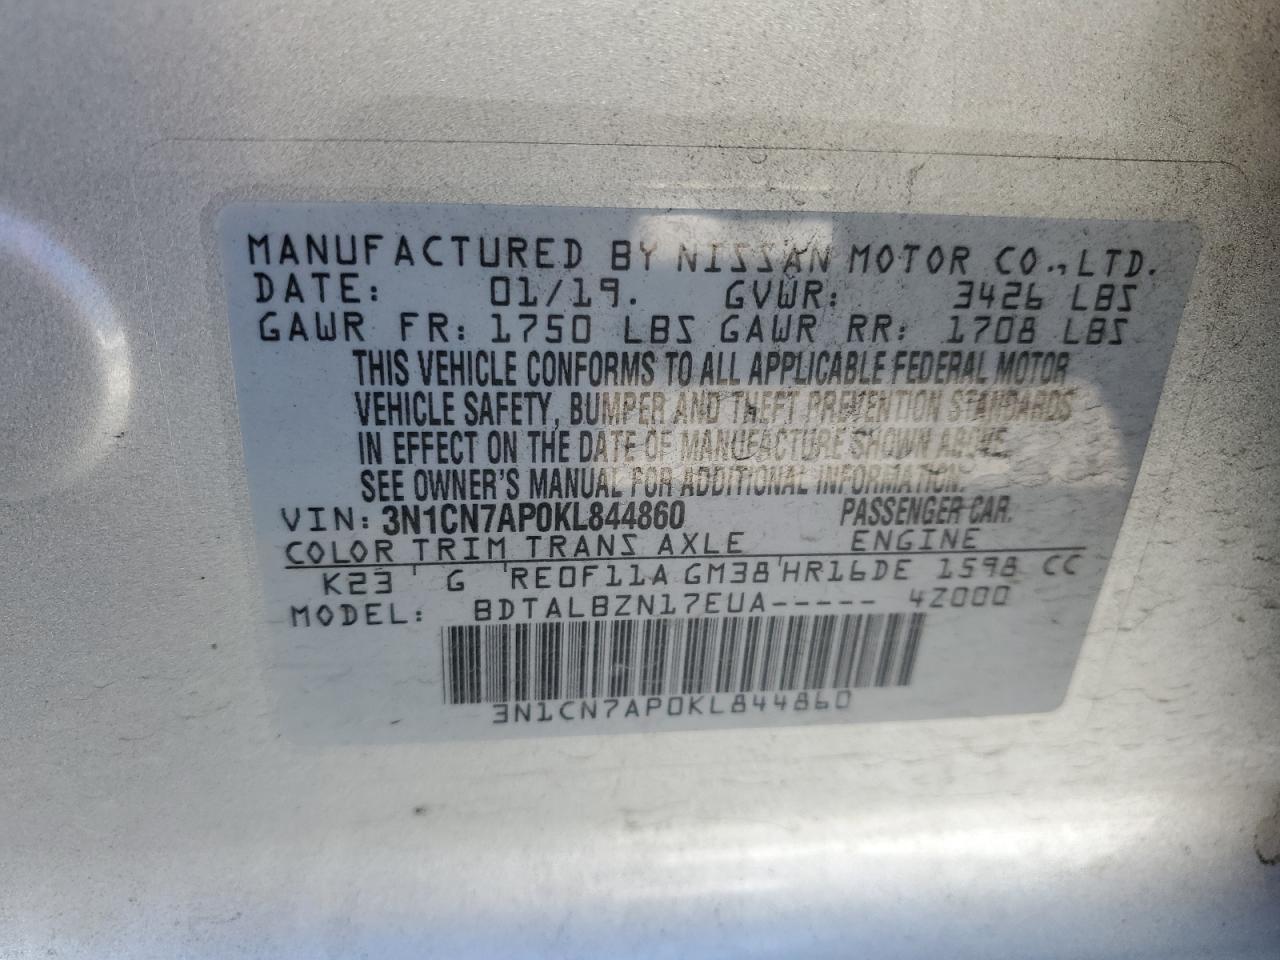 MANUFACTURED BY NISSAN MOTOR CO.,LTD.
DATE: 01/19. GVWR: 3426 LBS
GAWR FR: 1750 LBS GAWR RR: 1708 LBS
THIS VEHICLE CONFORMS TO ALL APPLICABLE FEDERAL MOTOR
VEHICLE SAFETY, BUMPER AND THEFT PREVENTION STANDARDS
IN EFFECT ON THE DATE OF MANUFACTURE SHOWN ABOVE.
SEE OWNER'S MANUAL FOR ADDITIONAL INFORMATION.
VIN: 3N1CN7AP0KL844860 PASSENGER CAR.
COLOR TRIM TRANS AXLE ENGINE
K23 ' G 'RE0F11A GM38'HR16DE 1598 CC
MODEL: BDTALBZN17EUA----- 4Z000
3N1CN7AP0KL844860